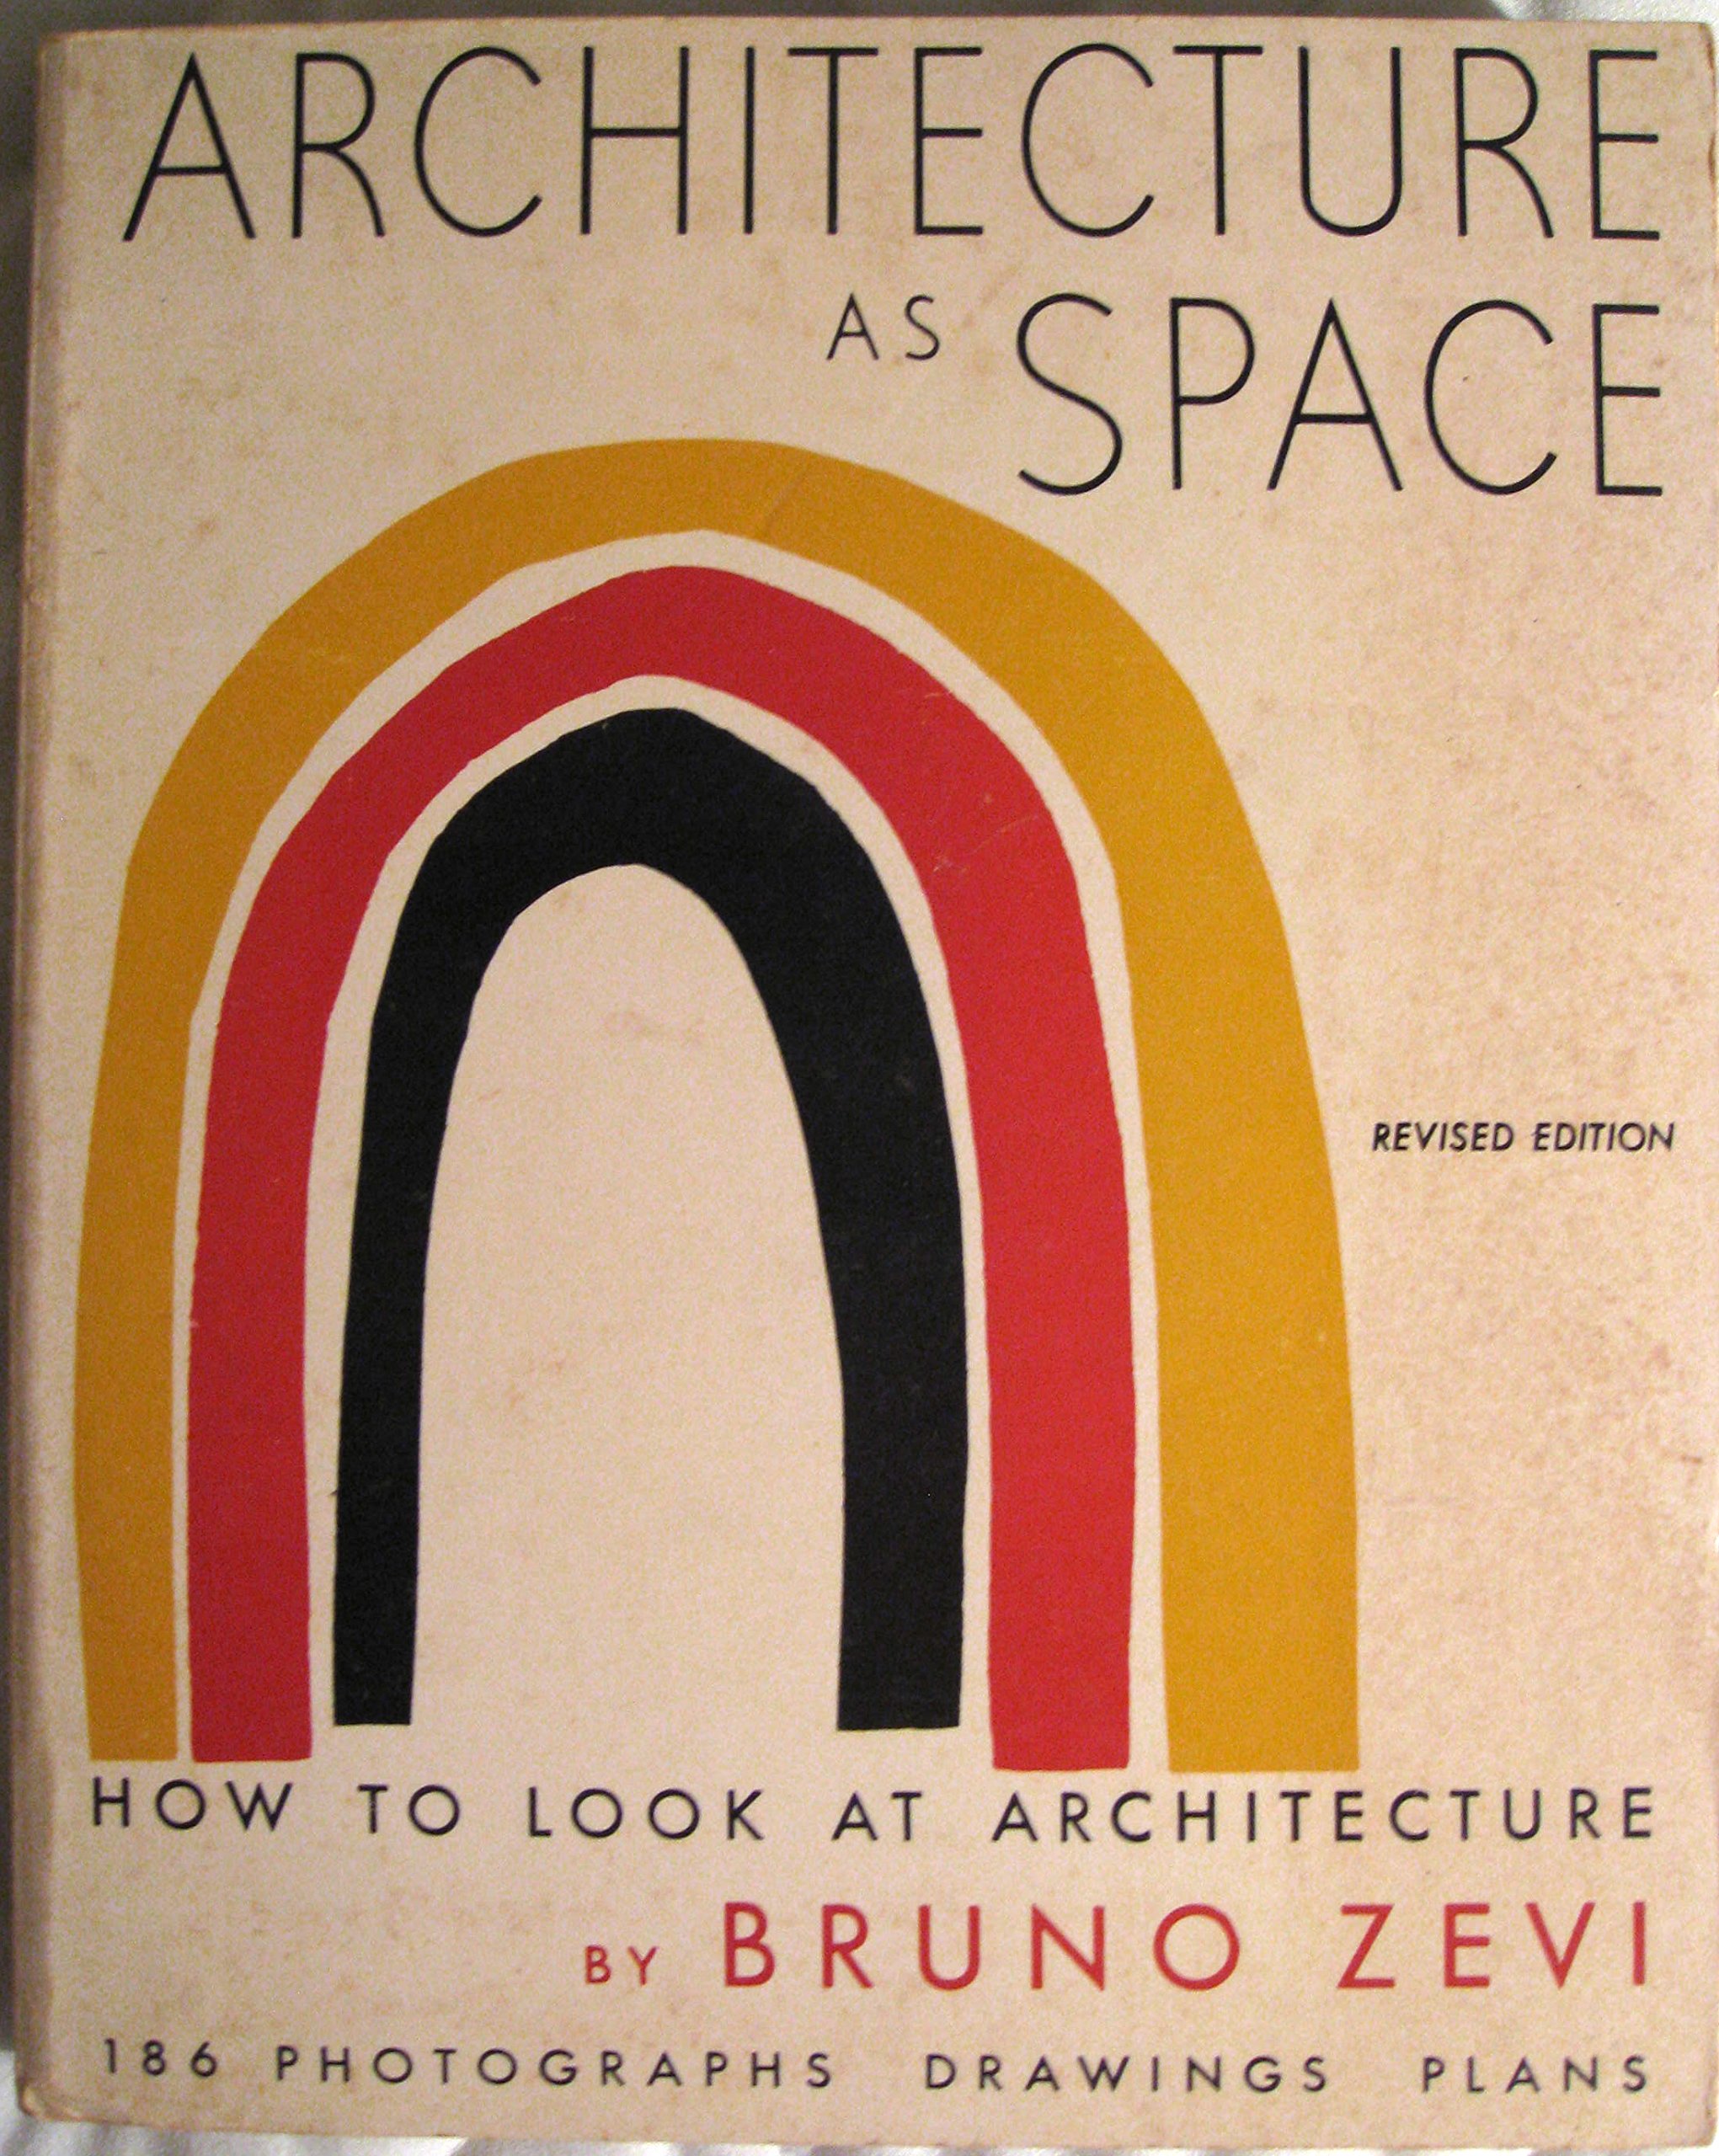 ARCHITECTURE
AS SPACE
REVISED EDITION
HOW TO LOOK AT ARCHITECTURE
BY BRUNO ZEVI
186 PHOTOGRAPHS DRAWINGS PLANS